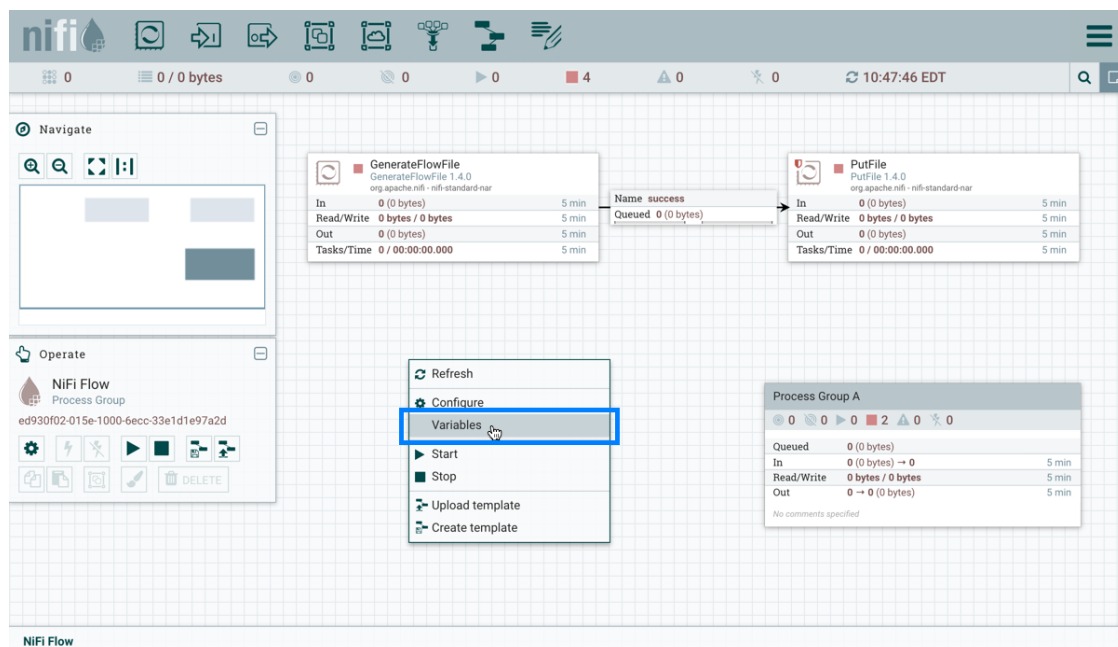 nifi
0
0 / 0 bytes
0
0
0
4
0
0
10:47:46 EDT
Navigate
GenerateFlowFile
GenerateFlowFile 1.4.0
org.apache.nifi - nifi-standard-nar
In 0 (0 bytes) 5 min
Read/Write 0 bytes / 0 bytes 5 min
Out 0 (0 bytes) 5 min
Tasks/Time 0 / 00:00:00.000 5 min
Name success
Queued 0 (0 bytes)
PutFile
PutFile 1.4.0
org.apache.nifi - nifi-standard-nar
In 0 (0 bytes) 5 min
Read/Write 0 bytes / 0 bytes 5 min
Out 0 (0 bytes) 5 min
Tasks/Time 0 / 00:00:00.000 5 min
Operate
NiFi Flow
Process Group
ed930f02-015e-1000-6ecc-33e1d1e97a2d
DELETE
Refresh
Configure
Variables
Start
Stop
Upload template
Create template
Process Group A
0 0 0 2 0 0
Queued 0 (0 bytes)
In 0 (0 bytes) → 0 5 min
Read/Write 0 bytes / 0 bytes 5 min
Out 0 → 0 (0 bytes) 5 min
No comments specified
NiFi Flow